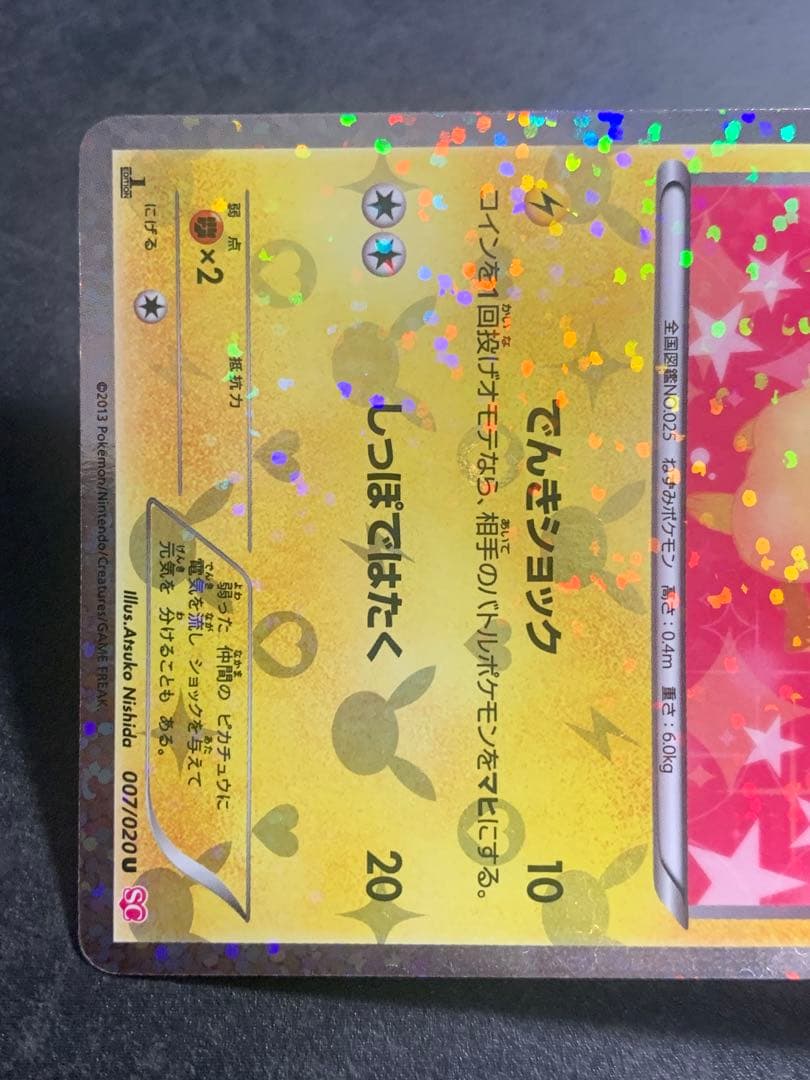 全国図鑑NO.025 ねずみポケモン 高さ:0.4m 重さ:6.0kg
でんきショック 10
コインを1回投げオモテなら、相手のバトルポケモンをマヒにする。
しっぽではたく 20
弱点 抵抗力
×2
にげる
弱った 仲間の ピカチュウに
電気を流し ショックを与えて
元気を 分けることも ある。
1 EDITION
Illus.Atsuko Nishida 007/020 U SC
©2013 Pokémon/Nintendo/Creatures/GAME FREAK